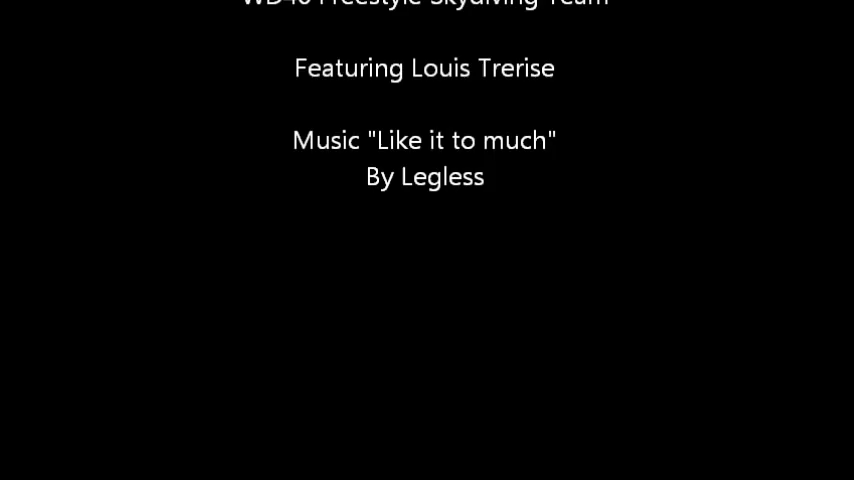 WD40 Freestyle Skydiving Team
Featuring Louis Trerise
Music "Like it to much"
By Legless